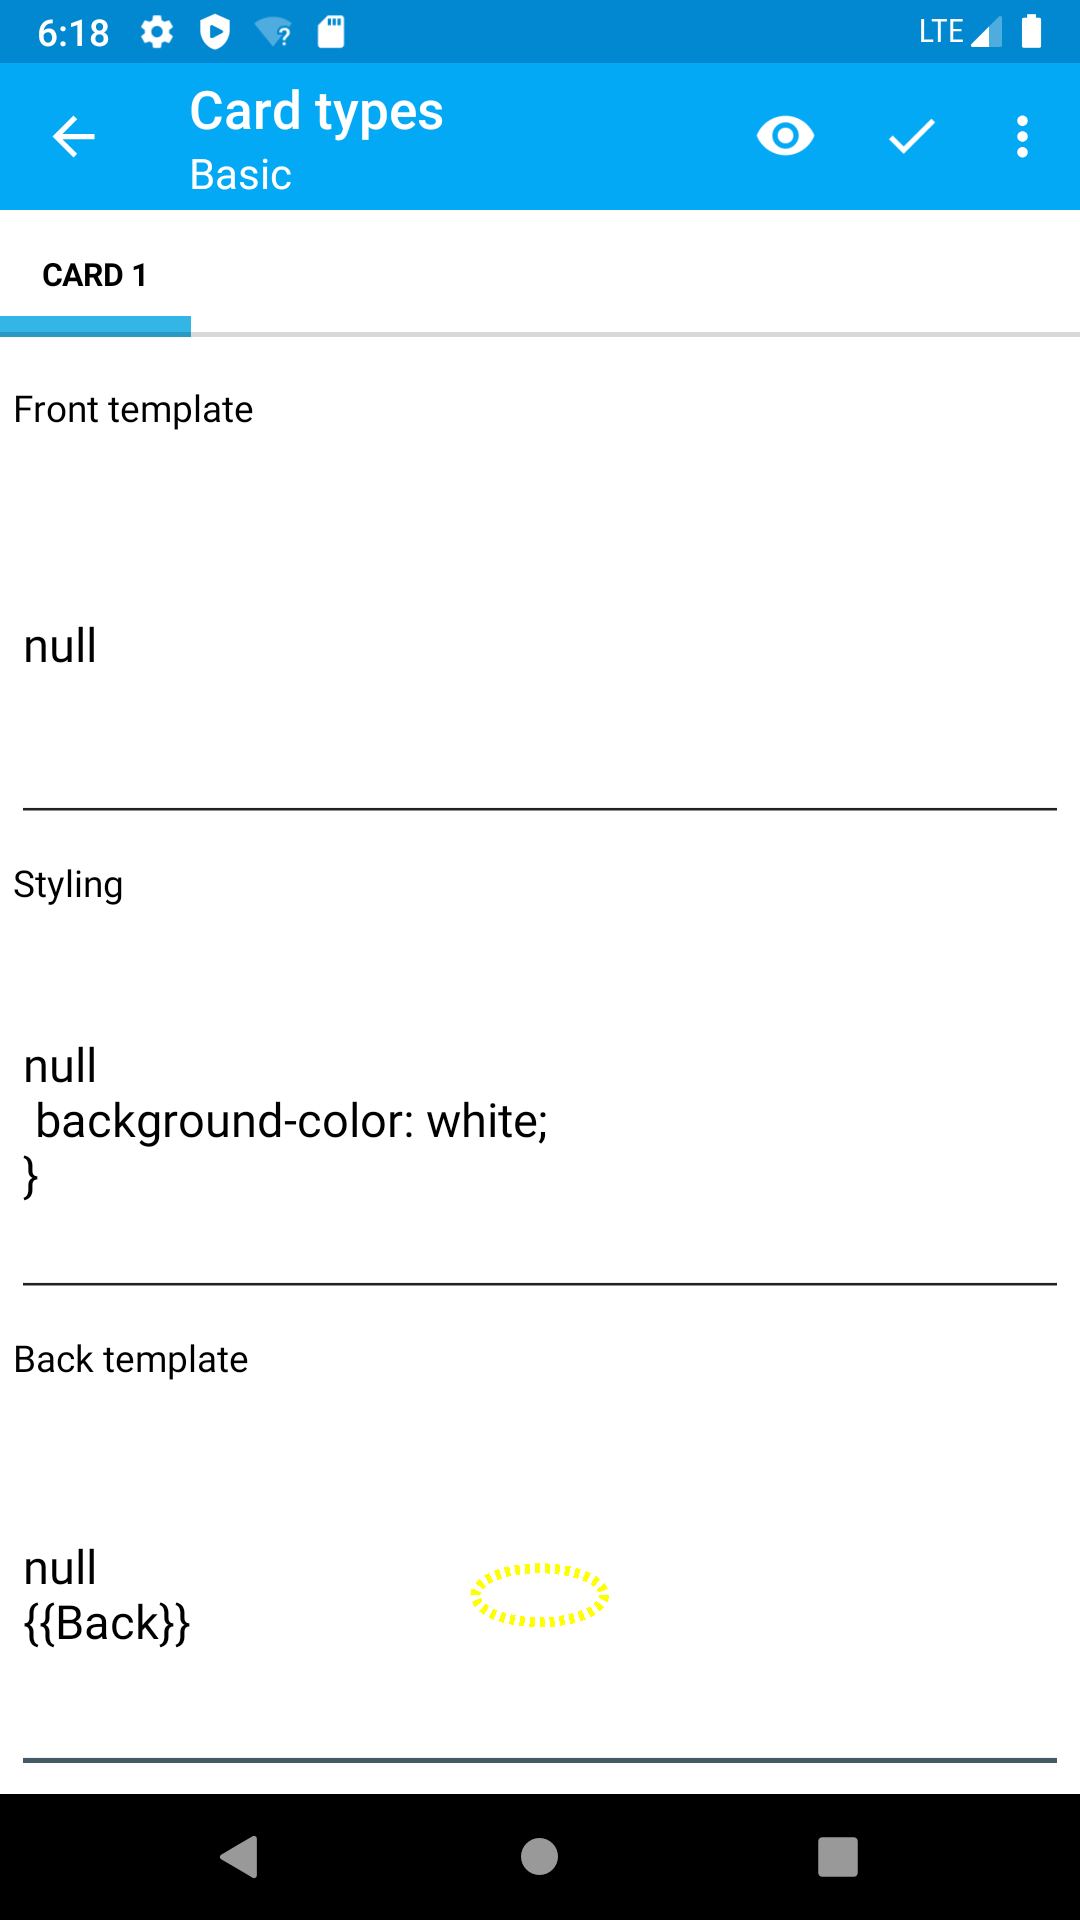 6:18
LTE
Card types
Basic
CARD 1
Front template
null
Styling
null
background-color: white;
}
Back template
null
{{Back}}